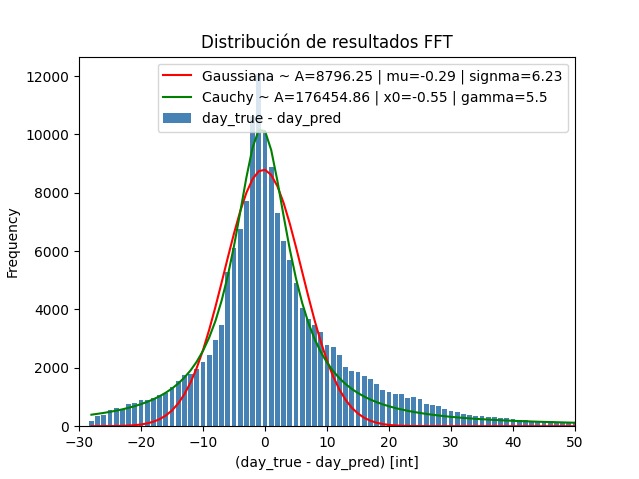 Distribución de resultados FFT
Gaussiana ~ A=8796.25 | mu=-0.29 | signma=6.23
Cauchy ~ A=176454.86 | x0=-0.55 | gamma=5.5
day_true - day_pred
Frequency
12000
10000
8000
6000
4000
2000
0
−30 −20 −10 0 10 20 30 40 50
(day_true - day_pred) [int]